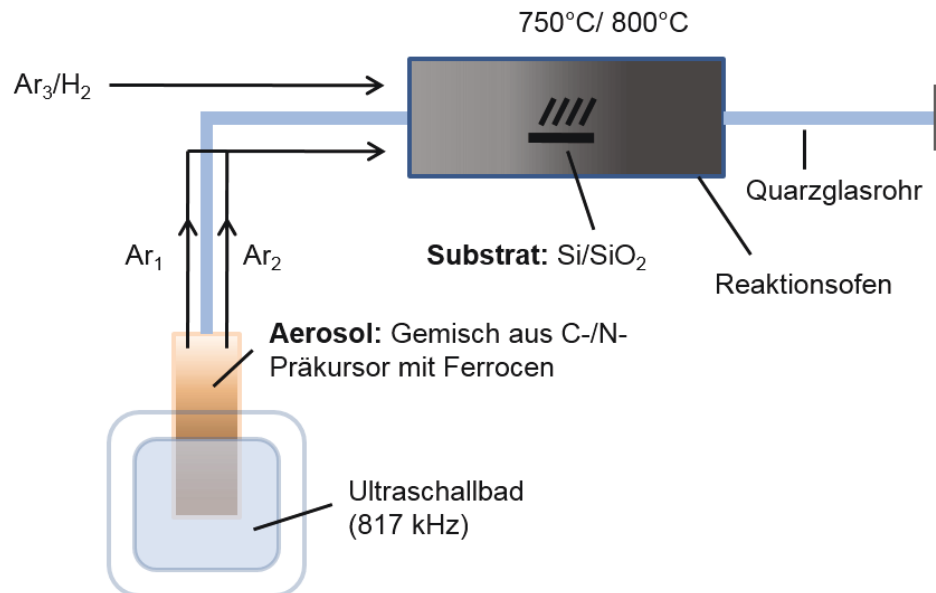 750°C/ 800°C
Ar₃/H₂
Quarzglasrohr
Ar₁
Ar₂
Substrat: Si/SiO₂
Reaktionsofen
Aerosol: Gemisch aus C-/N-
Präkursor mit Ferrocen
Ultraschallbad
(817 kHz)